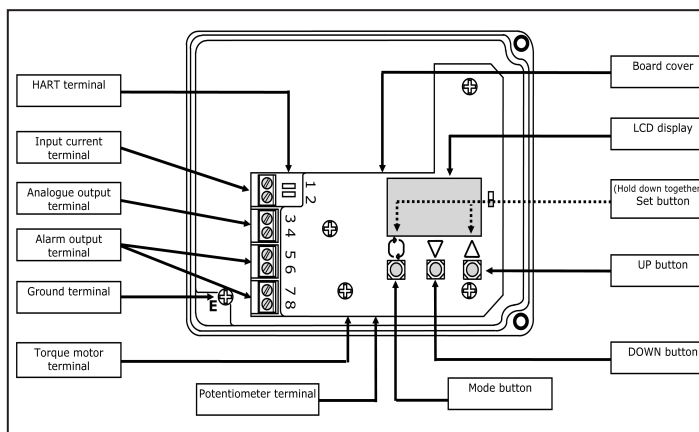 HART terminal
Input current
terminal
Analogue output
terminal
Alarm output
terminal
Ground terminal
Torque motor
terminal
Potentiometer terminal
Mode button
Board cover
LCD display
(Hold down together
Set button
UP button
DOWN button
1
2
3
4
5
6
7
8
E